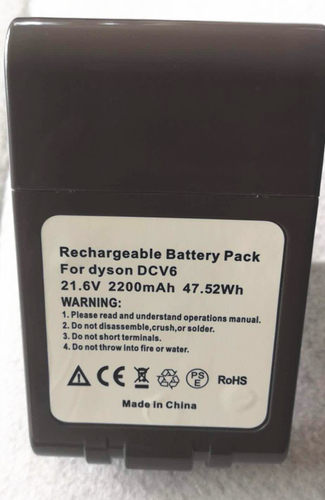 Rechargeable Battery Pack
For dyson DCV6
21.6V 2200mAh 47.52Wh
WARNING:
1. Please read and understand operations manual.
2. Do not disassemble,crush,or solder.
3. Do not short terminals.
4. Do not throw into fire or water.
CE PSE RoHS
Made in China